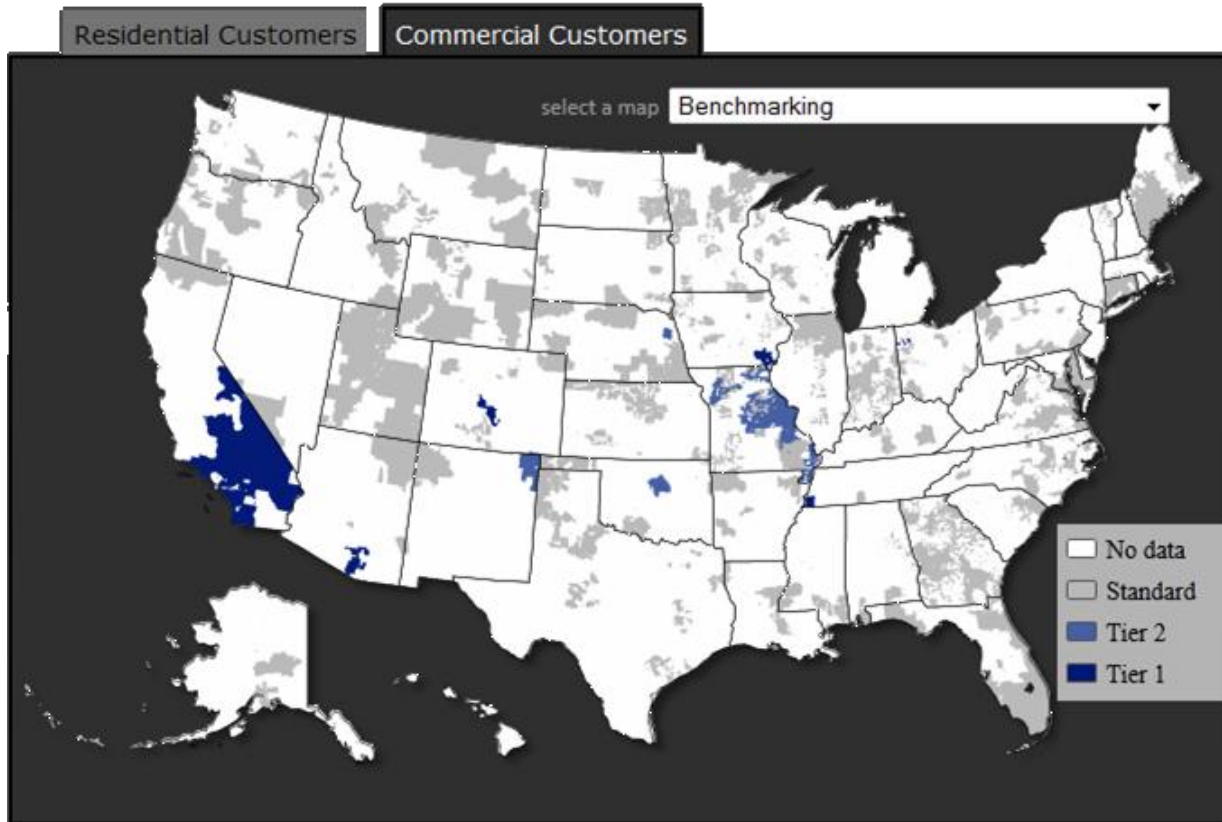 Residential Customers
Commercial Customers
select a map Benchmarking
No data
Standard
Tier 2
Tier 1